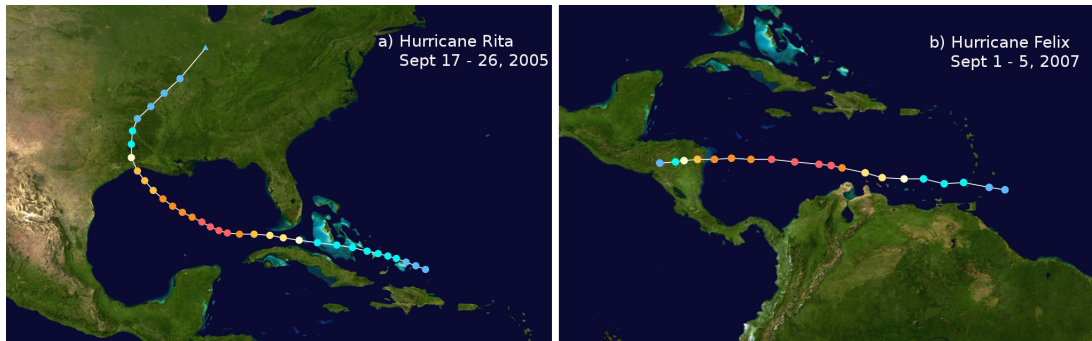 a) Hurricane Rita
Sept 17 - 26, 2005
b) Hurricane Felix
Sept 1 - 5, 2007